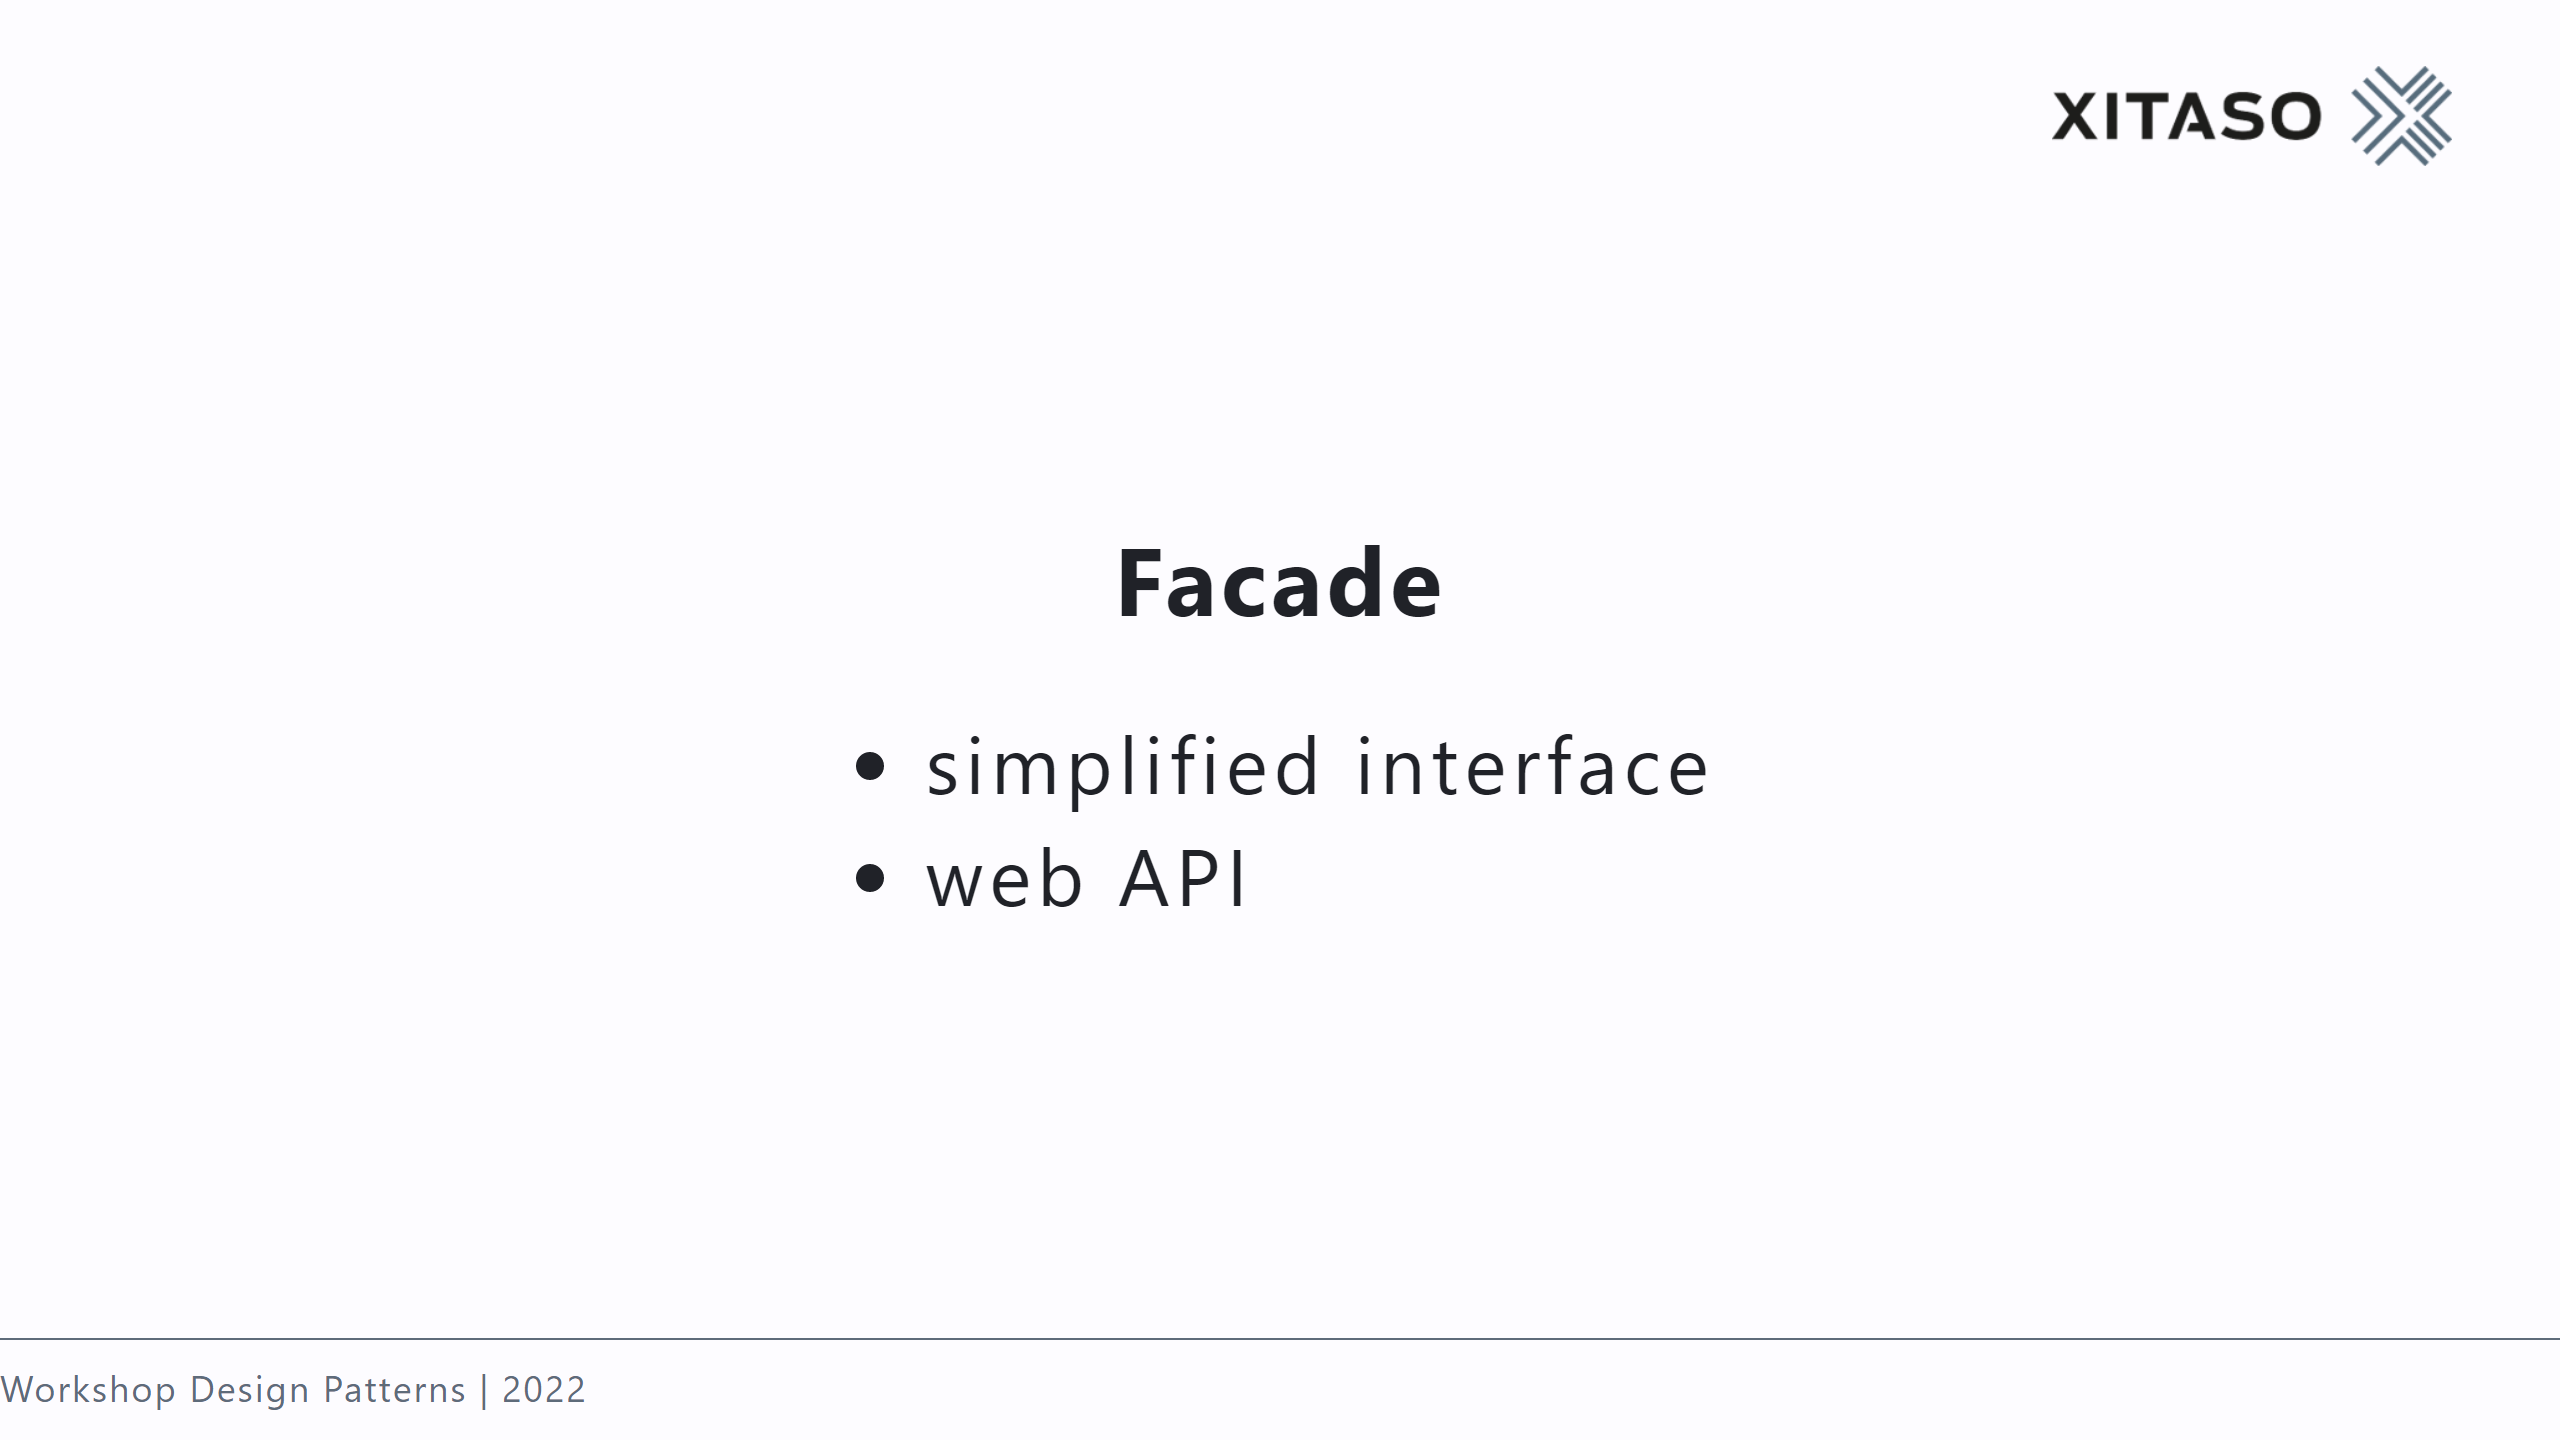 XITASO
Facade
• simplified interface
• web API
Workshop Design Patterns | 2022